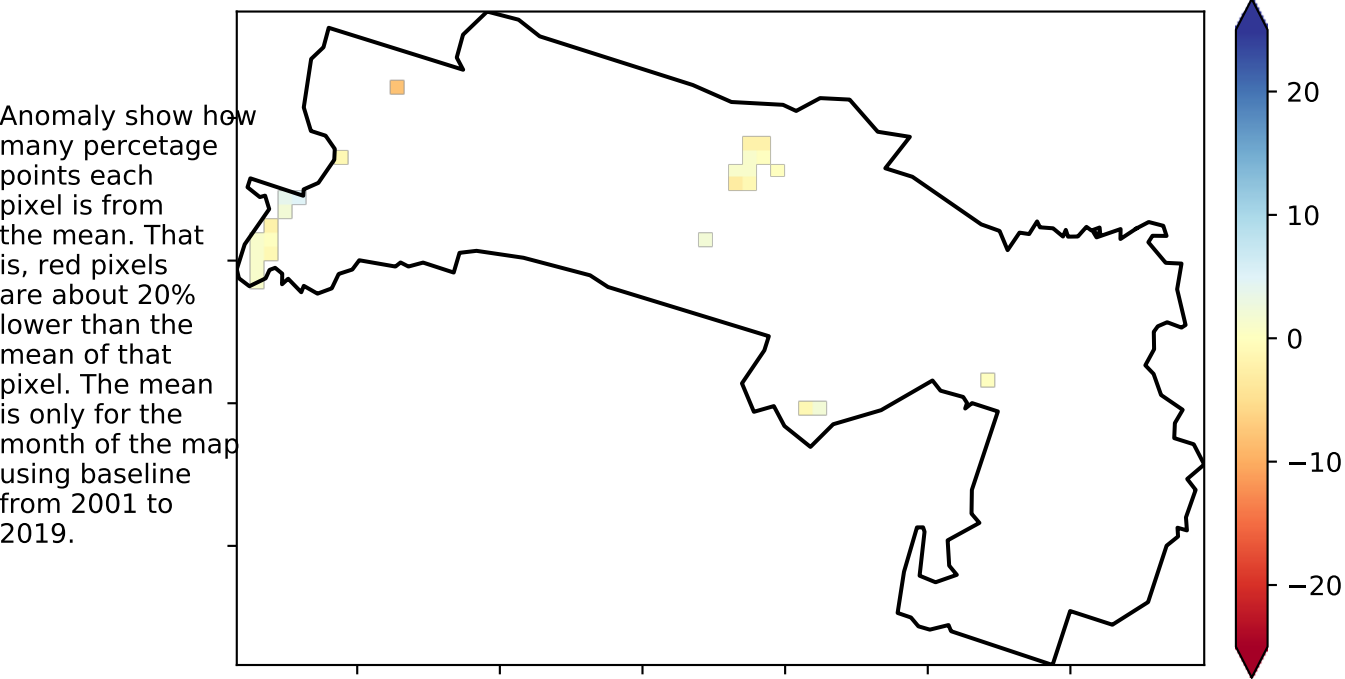 Anomaly show how
many percetage
points each
pixel is from
the mean. That
is, red pixels
are about 20%
lower than the
mean of that
pixel. The mean
is only for the
month of the map
using baseline
from 2001 to
2019.
20
10
0
−10
−20